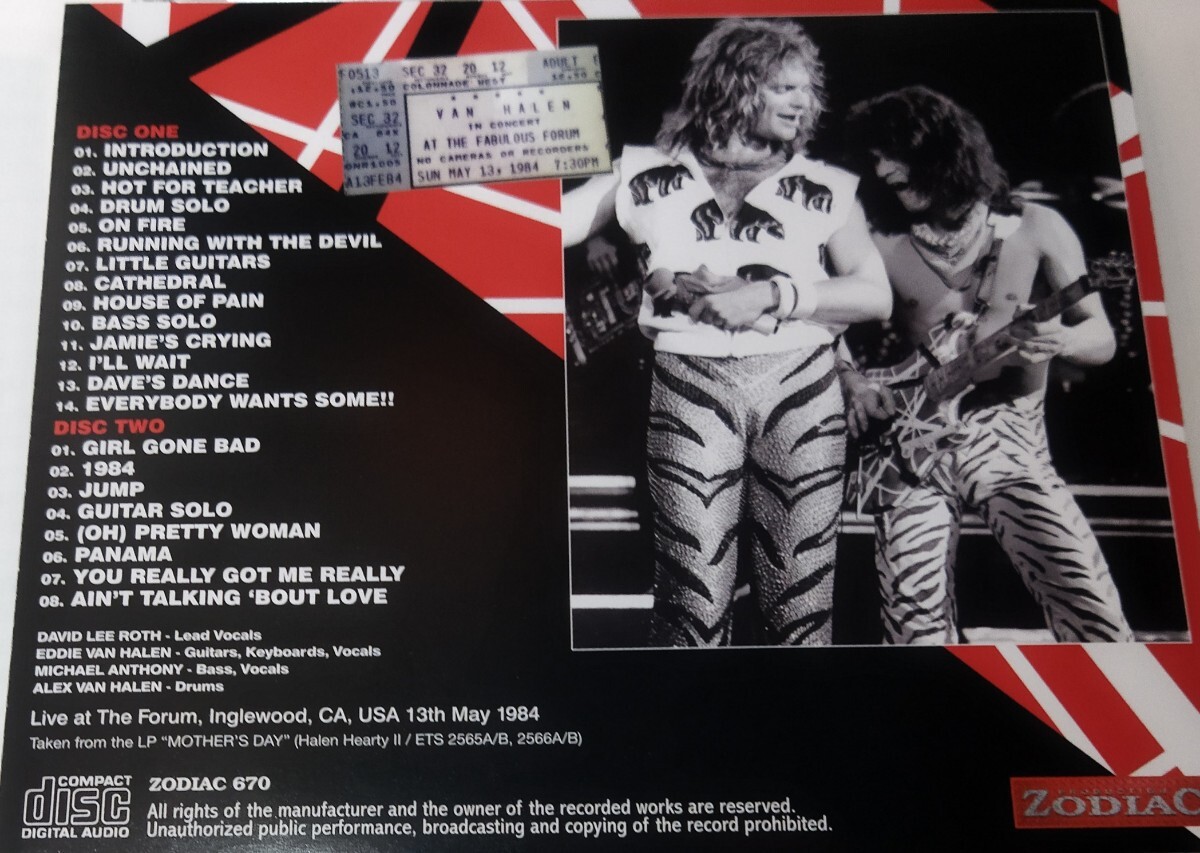 DISC ONE
01. INTRODUCTION
02. UNCHAINED
03. HOT FOR TEACHER
04. DRUM SOLO
05. ON FIRE
06. RUNNING WITH THE DEVIL
07. LITTLE GUITARS
08. CATHEDRAL
09. HOUSE OF PAIN
10. BASS SOLO
11. JAMIE'S CRYING
12. I'LL WAIT
13. DAVE'S DANCE
14. EVERYBODY WANTS SOME!!
DISC TWO
01. GIRL GONE BAD
02. 1984
03. JUMP
04. GUITAR SOLO
05. (OH) PRETTY WOMAN
06. PANAMA
07. YOU REALLY GOT ME REALLY
08. AIN'T TALKING 'BOUT LOVE
DAVID LEE ROTH - Lead Vocals
EDDIE VAN HALEN - Guitars, Keyboards, Vocals
MICHAEL ANTHONY - Bass, Vocals
ALEX VAN HALEN - Drums
Live at The Forum, Inglewood, CA, USA 13th May 1984
Taken from the LP "MOTHER'S DAY" (Halen Hearty II / ETS 2565A/B, 2566A/B)
COMPACT
disc
DIGITAL AUDIO
ZODIAC 670
All rights of the manufacturer and the owner of the recorded works are reserved.
Unauthorized public performance, broadcasting and copying of the record prohibited.
SEC 32 20 12 ADULT
COLONNADE WEST
VAN HALEN
IN CONCERT
AT THE FABULOUS FORUM
NO CAMERAS OR RECORDERS
SUN MAY 13, 1984 7:30PM
SEC 32
20 12
A13FE84
ZODIAC